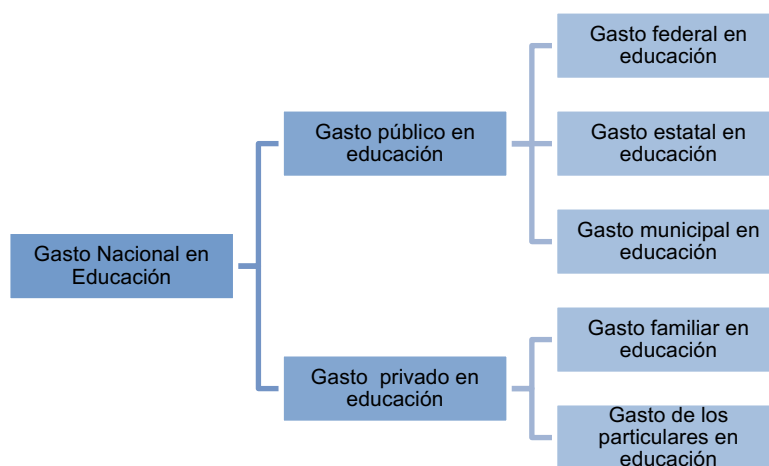 Gasto federal en
educación
Gasto público en
educación
Gasto estatal en
educación
Gasto municipal en
educación
Gasto Nacional en
Educación
Gasto familiar en
educación
Gasto privado en
educación
Gasto de los
particulares en
educación